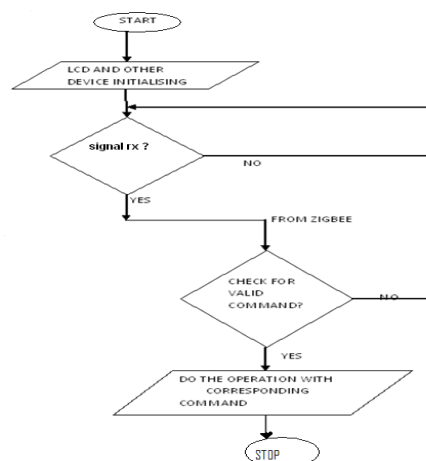 START
LCD AND OTHER
DEVICE INITIALISING
signal rx ?
NO
YES
FROM ZIGBEE
CHECK FOR
VALID
COMMAND?
NO
YES
DO THE OPERATION WITH
CORRESPONDING
COMMAND
STOP